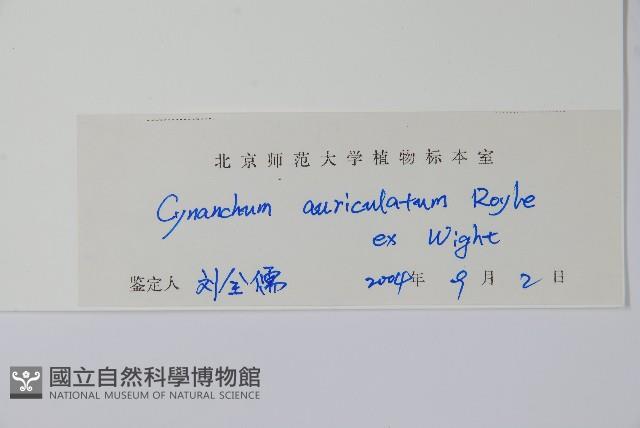 北京师范大学植物标本室
Cynanchum auriculatum Royle
ex Wight
鉴定人 刘全儒 2004年 9月 2日
國立自然科學博物館
NATIONAL MUSEUM OF NATURAL SCIENCE